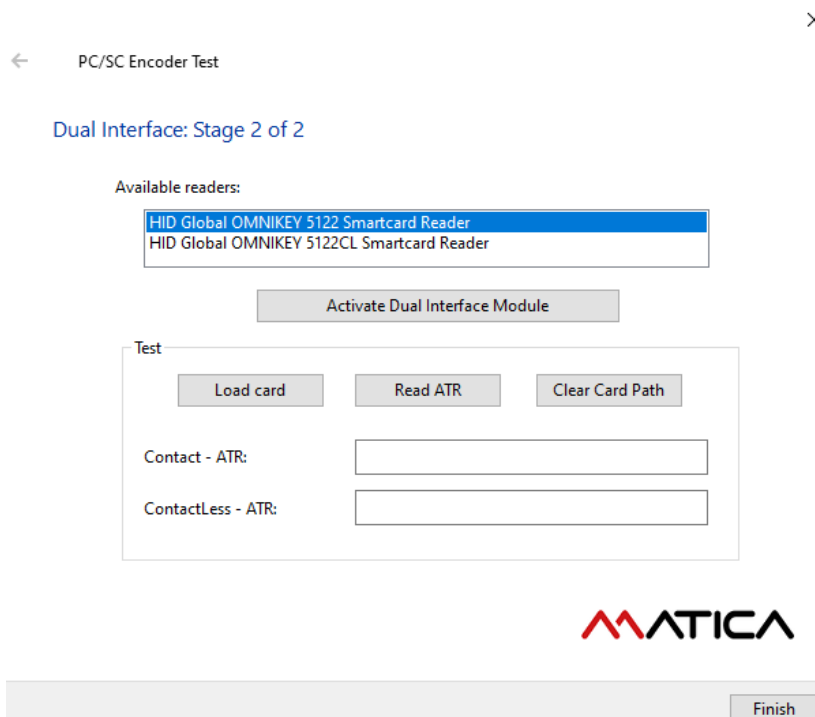 PC/SC Encoder Test
Dual Interface: Stage 2 of 2
Available readers:
HID Global OMNIKEY 5122 Smartcard Reader
HID Global OMNIKEY 5122CL Smartcard Reader
Activate Dual Interface Module
Test
Load card
Read ATR
Clear Card Path
Contact - ATR:
ContactLess - ATR:
MATICA
Finish